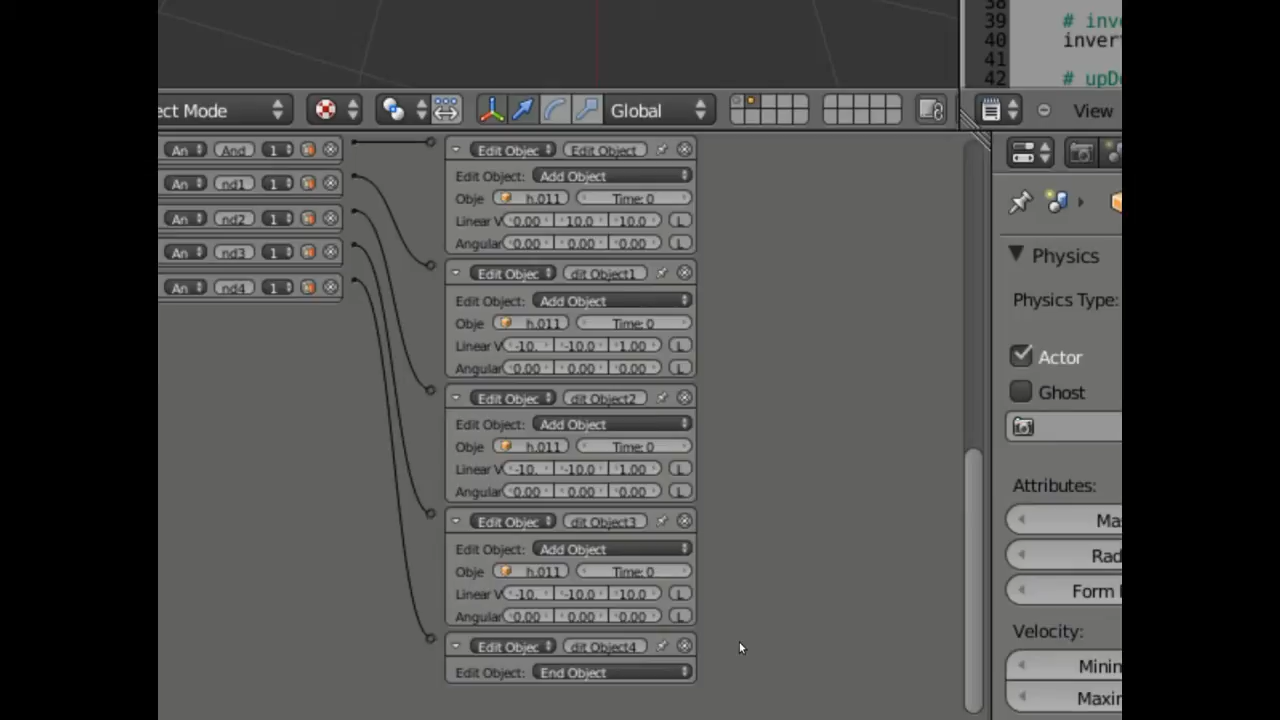 38
39 # inv
40 inver
41
42 # upD
ect Mode Global View
An And 1
An nd1 1
An nd2 1
An nd3 1
An nd4 1
Edit Objec Edit Object
Edit Object: Add Object
Obje h.011 Time: 0
Linear V 0.00 10.0 10.0 L
Angular 0.00 0.00 0.00
Edit Objec dit Object1
Edit Object: Add Object
Obje h.011 Time: 0
Linear V -10. -10.0 1.00 L
Angular 0.00 0.00 0.00
Edit Objec dit Object2
Edit Object: Add Object
Obje h.011 Time: 0
Linear V -10. -10.0 1.00 L
Angular 0.00 0.00 0.00
Edit Objec dit Object3
Edit Object: Add Object
Obje h.011 Time: 0
Linear V -10. -10.0 10.0 L
Angular 0.00 0.00 0.00 L
Edit Objec dit Object4
Edit Object: End Object
Physics
Physics Type:
Actor
Ghost
Attributes:
Ma
Rad
Form
Velocity:
Minin
Maxin